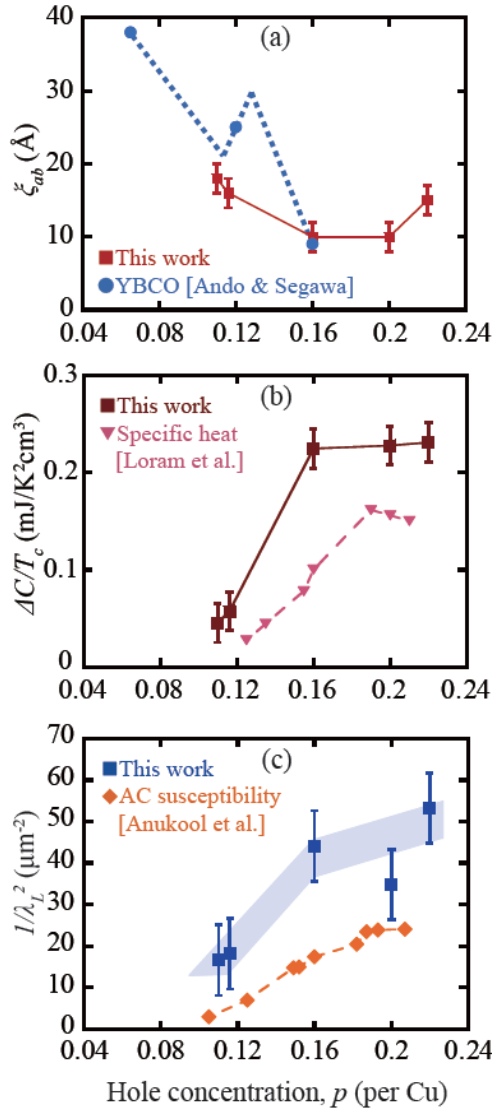 40
(a)
30
ξab (Å)
20
10
This work
YBCO [Ando & Segawa]
0
0.04 0.08 0.12 0.16 0.2 0.24
0.3
This work (b)
Specific heat
[Loram et al.]
0.2
ΔC/Tc (mJ/K²cm³)
0.1
0
0.04 0.08 0.12 0.16 0.2 0.24
70
(c)
60
This work
50
AC susceptibility
[Anukool et al.]
40
1/λL² (μm⁻²)
30
20
10
0
0.04 0.08 0.12 0.16 0.2 0.24
Hole concentration, p (per Cu)